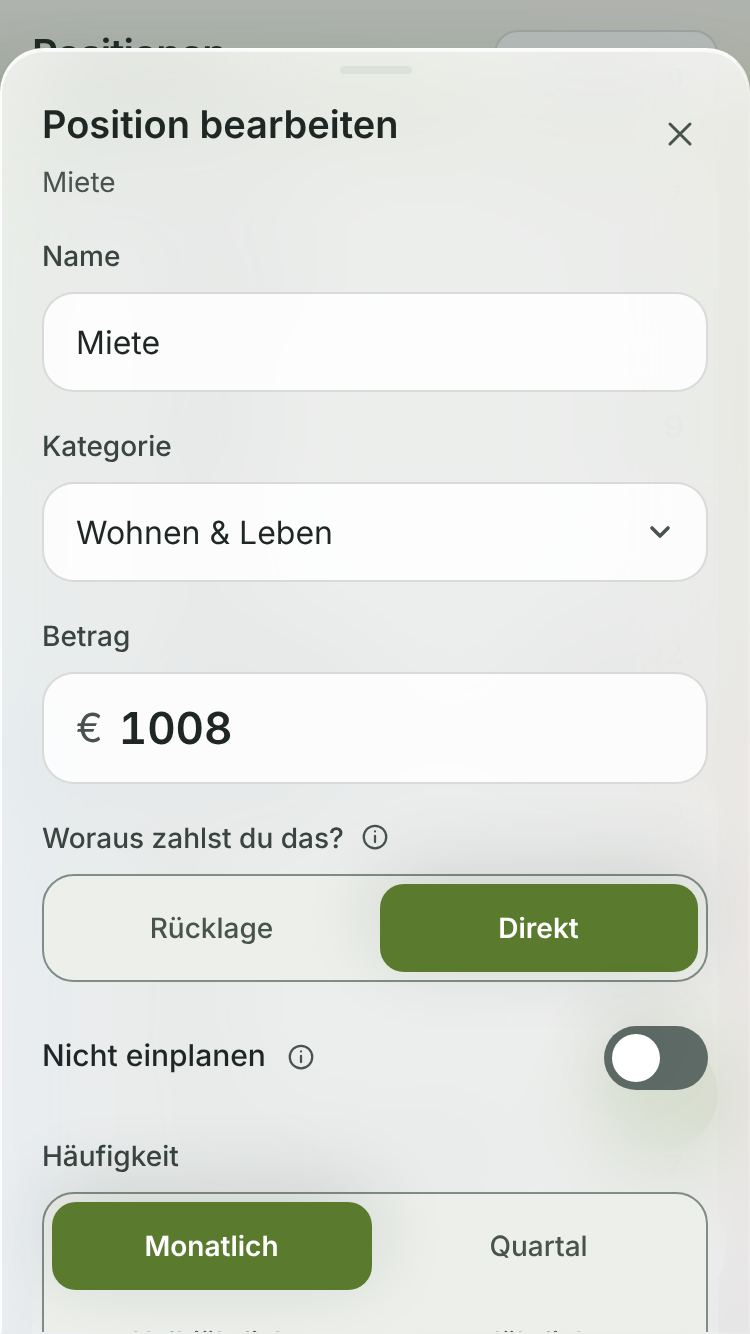 Positionen
Position bearbeiten
Miete
Name
Miete
Kategorie
Wohnen & Leben
Betrag
€ 1008
Woraus zahlst du das?
Rücklage Direkt
Nicht einplanen
Häufigkeit
Monatlich Quartal